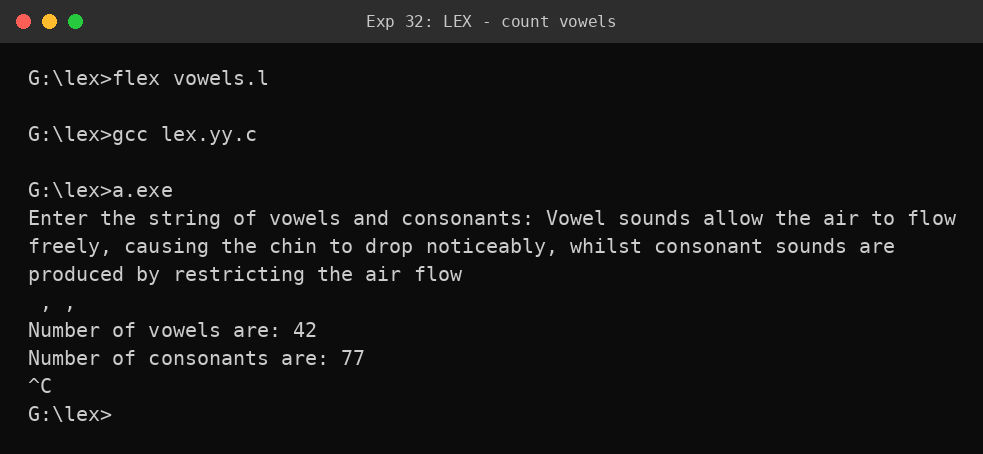 Exp 32: LEX - count vowels
G:\lex>flex vowels.l
G:\lex>gcc lex.yy.c
G:\lex>a.exe
Enter the string of vowels and consonants: Vowel sounds allow the air to flow
freely, causing the chin to drop noticeably, whilst consonant sounds are
produced by restricting the air flow
, ,
Number of vowels are: 42
Number of consonants are: 77
^C
G:\lex>